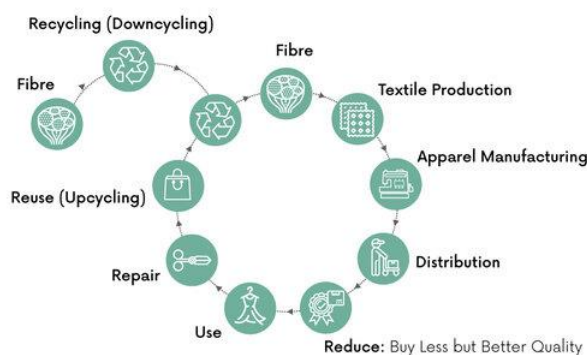 Recycling (Downcycling)
Fibre
Fibre
Textile Production
Apparel Manufacturing
Reuse (Upcycling)
Distribution
Repair
Use
Reduce: Buy Less but Better Quality